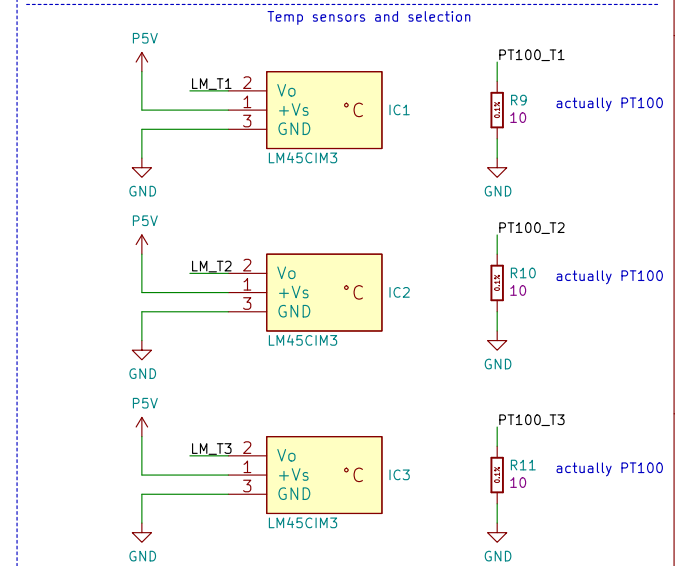 Temp sensors and selection
P5V
LM_T1 2 Vo
1 +Vs
3 GND
°C
IC1
LM45CIM3
GND
PT100_T1
0.1%
R9
10
actually PT100
GND
P5V
LM_T2 2 Vo
1 +Vs
3 GND
°C
IC2
LM45CIM3
GND
PT100_T2
0.1%
R10
10
actually PT100
GND
P5V
LM_T3 2 Vo
1 +Vs
3 GND
°C
IC3
LM45CIM3
GND
PT100_T3
0.1%
R11
10
actually PT100
GND